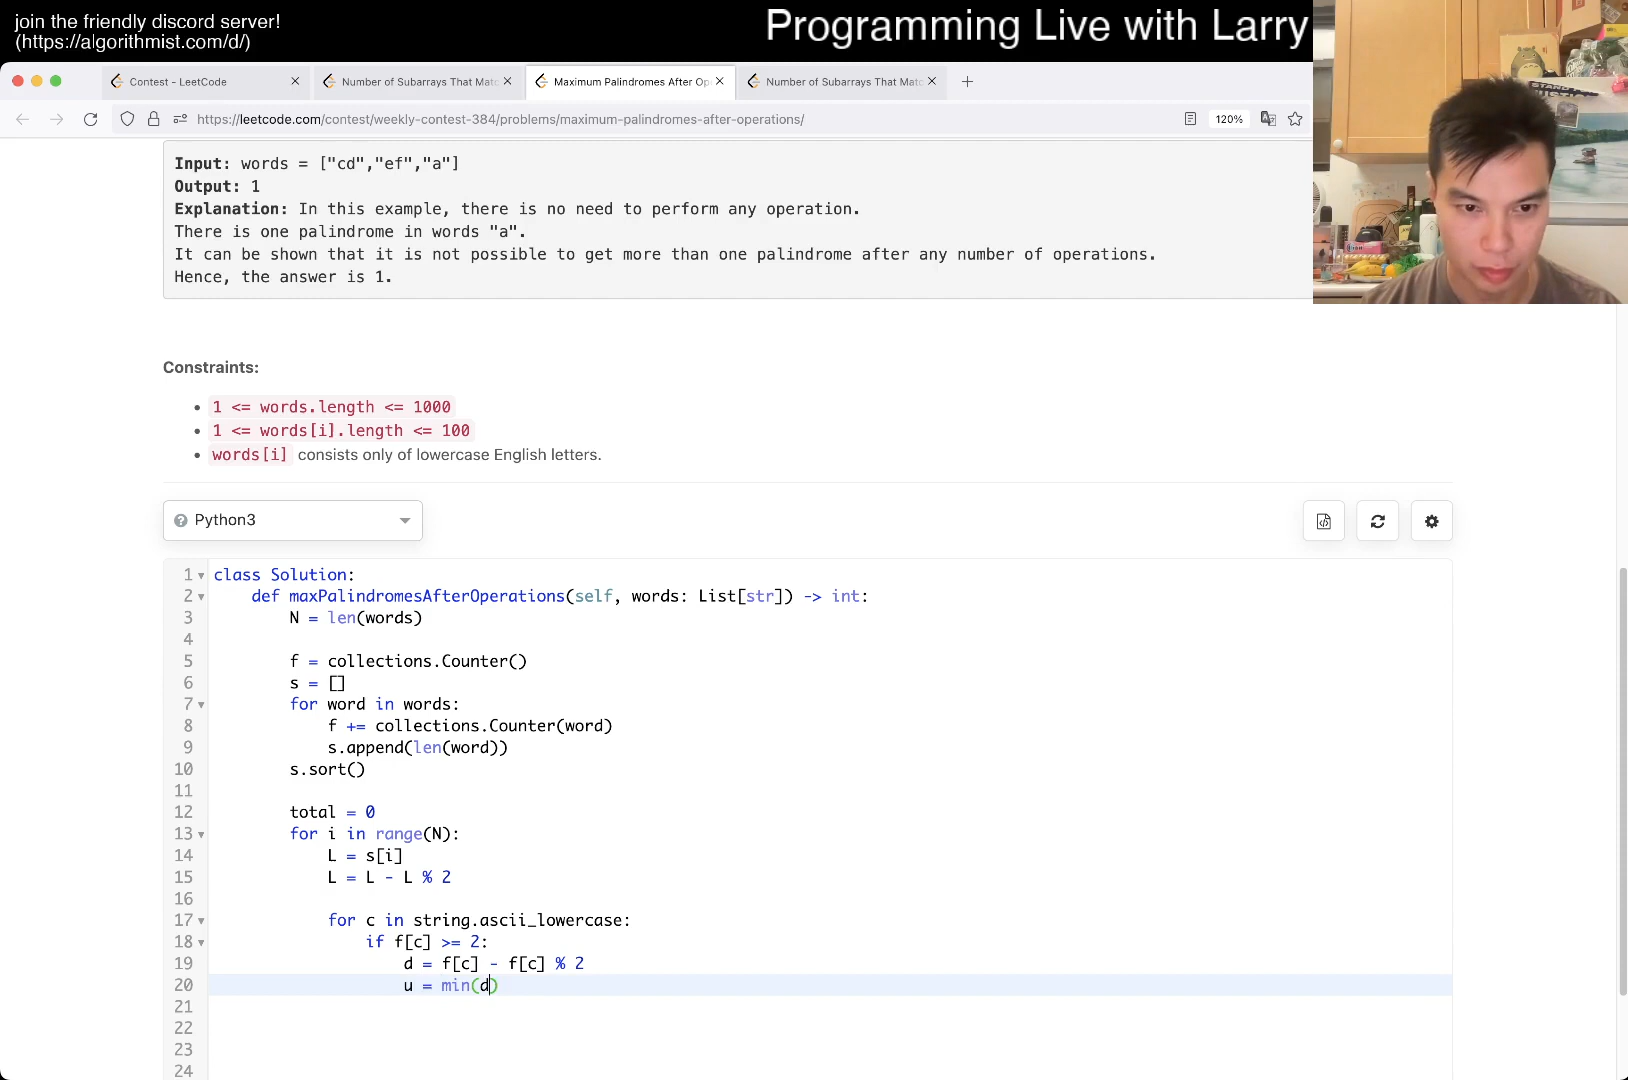 join the friendly discord server!
(https://algorithmist.com/d/)
Programming Live with Larry
Contest - LeetCode
Number of Subarrays That Matc
Maximum Palindromes After Op
Number of Subarrays That Matc
https://leetcode.com/contest/weekly-contest-384/problems/maximum-palindromes-after-operations/
120%
Input: words = ["cd","ef","a"]
Output: 1
Explanation: In this example, there is no need to perform any operation.
There is one palindrome in words "a".
It can be shown that it is not possible to get more than one palindrome after any number of operations.
Hence, the answer is 1.
Constraints:
1 <= words.length <= 1000
1 <= words[i].length <= 100
words[i] consists only of lowercase English letters.
Python3
1 class Solution:
2 def maxPalindromesAfterOperations(self, words: List[str]) -> int:
3 N = len(words)
4
5 f = collections.Counter()
6 s = []
7 for word in words:
8 f += collections.Counter(word)
9 s.append(len(word))
10 s.sort()
11
12 total = 0
13 for i in range(N):
14 L = s[i]
15 L = L - L % 2
16
17 for c in string.ascii_lowercase:
18 if f[c] >= 2:
19 d = f[c] - f[c] % 2
20 u = min(d)
21
22
23
24